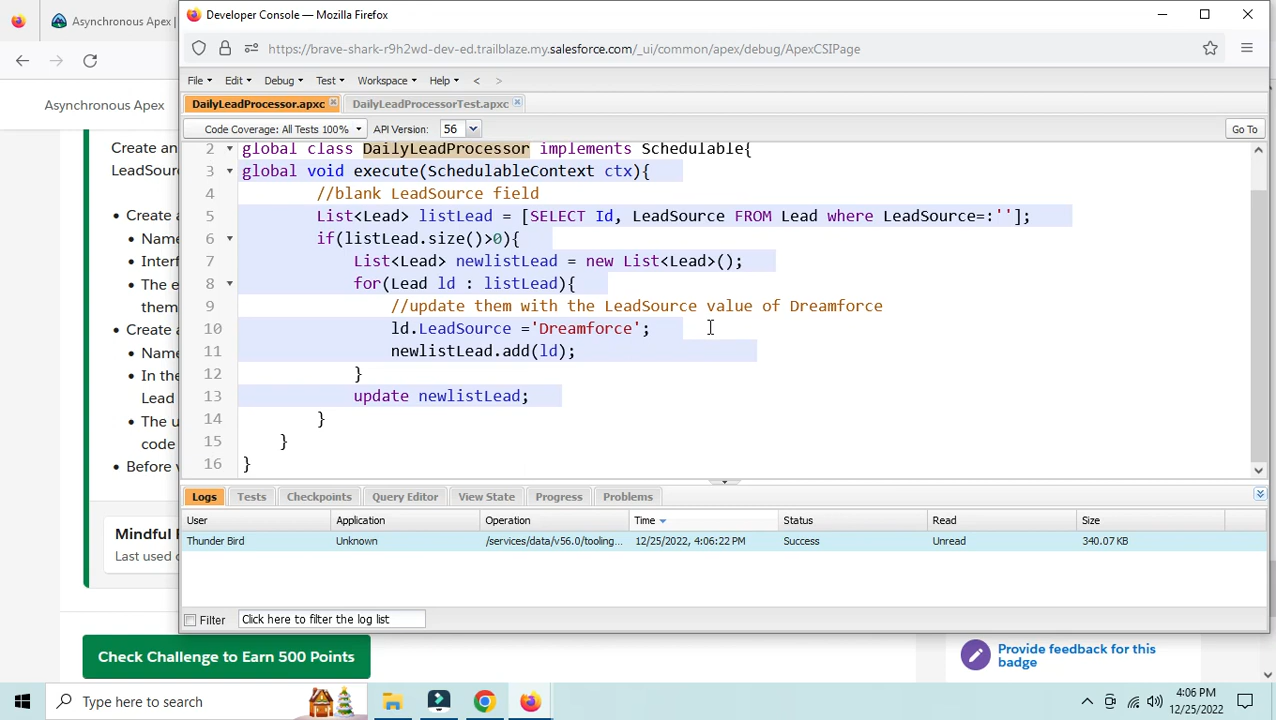 Developer Console — Mozilla Firefox
Asynchronous Apex |
https://brave-shark-r9h2wd-dev-ed.trailblaze.my.salesforce.com/_ui/common/apex/debug/ApexCSIPage
File Edit Debug Test Workspace Help < >
Asynchronous Apex
DailyLeadProcessor.apxc DailyLeadProcessorTest.apxc
Code Coverage: All Tests 100% API Version: 56 Go To
Create an
LeadSour
• Create a
• Name
• Interf
• The e
them
• Create a
• Name
• In the
Lead
• The u
code
• Before v
2 global class DailyLeadProcessor implements Schedulable{
3 global void execute(SchedulableContext ctx){
4 //blank LeadSource field
5 List<Lead> listLead = [SELECT Id, LeadSource FROM Lead where LeadSource=:''];
6 if(listLead.size()>0){
7 List<Lead> newlistLead = new List<Lead>();
8 for(Lead ld : listLead){
9 //update them with the LeadSource value of Dreamforce
10 ld.LeadSource ='Dreamforce';
11 newlistLead.add(ld);
12 }
13 update newlistLead;
14 }
15 }
16 }
Logs Tests Checkpoints Query Editor View State Progress Problems
User Application Operation Time Status Read Size
Thunder Bird Unknown /services/data/v56.0/tooling... 12/25/2022, 4:06:22 PM Success Unread 340.07 KB
Mindful
Last used
Filter Click here to filter the log list
Check Challenge to Earn 500 Points
Provide feedback for this
badge
Type here to search
4:06 PM
12/25/2022